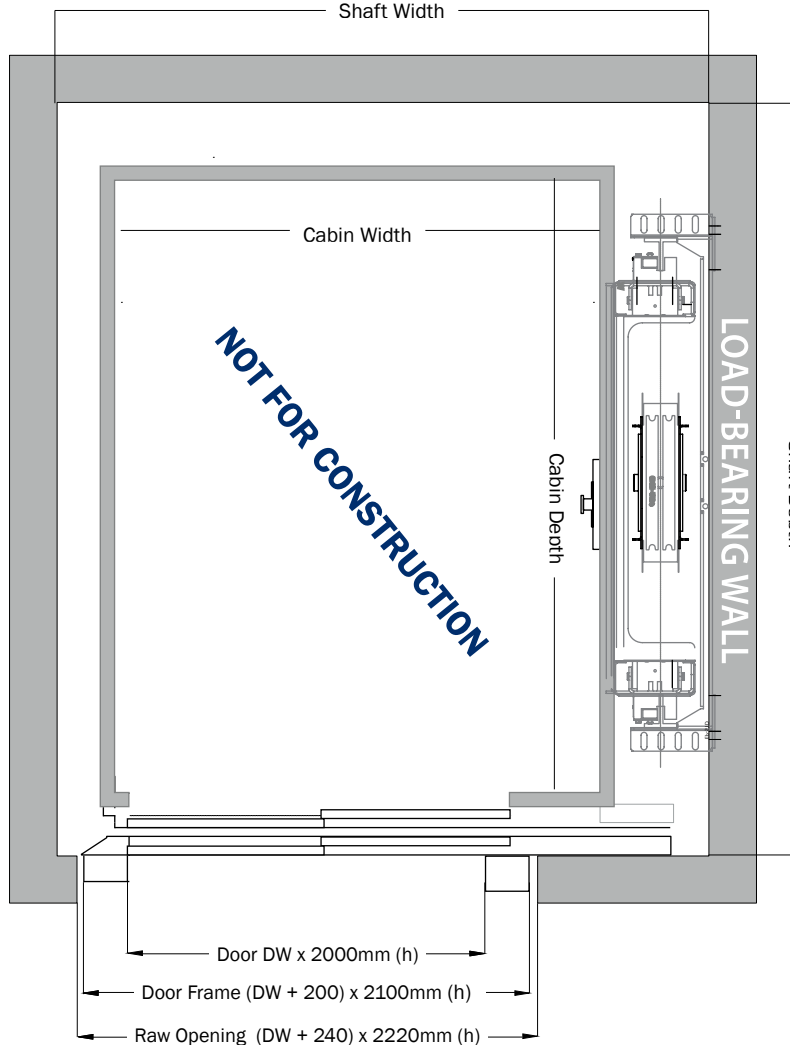 Shaft Width
Cabin Width
NOT FOR CONSTRUCTION
Cabin Depth
LOAD-BEARING WALL
Door DW x 2000mm (h)
Door Frame (DW + 200) x 2100mm (h)
Raw Opening (DW + 240) x 2220mm (h)